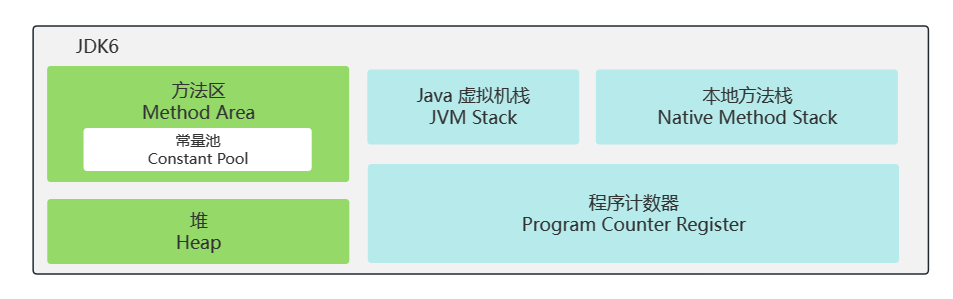 JDK6
方法区
Method Area
常量池
Constant Pool
堆
Heap
Java 虚拟机栈
JVM Stack
本地方法栈
Native Method Stack
程序计数器
Program Counter Register